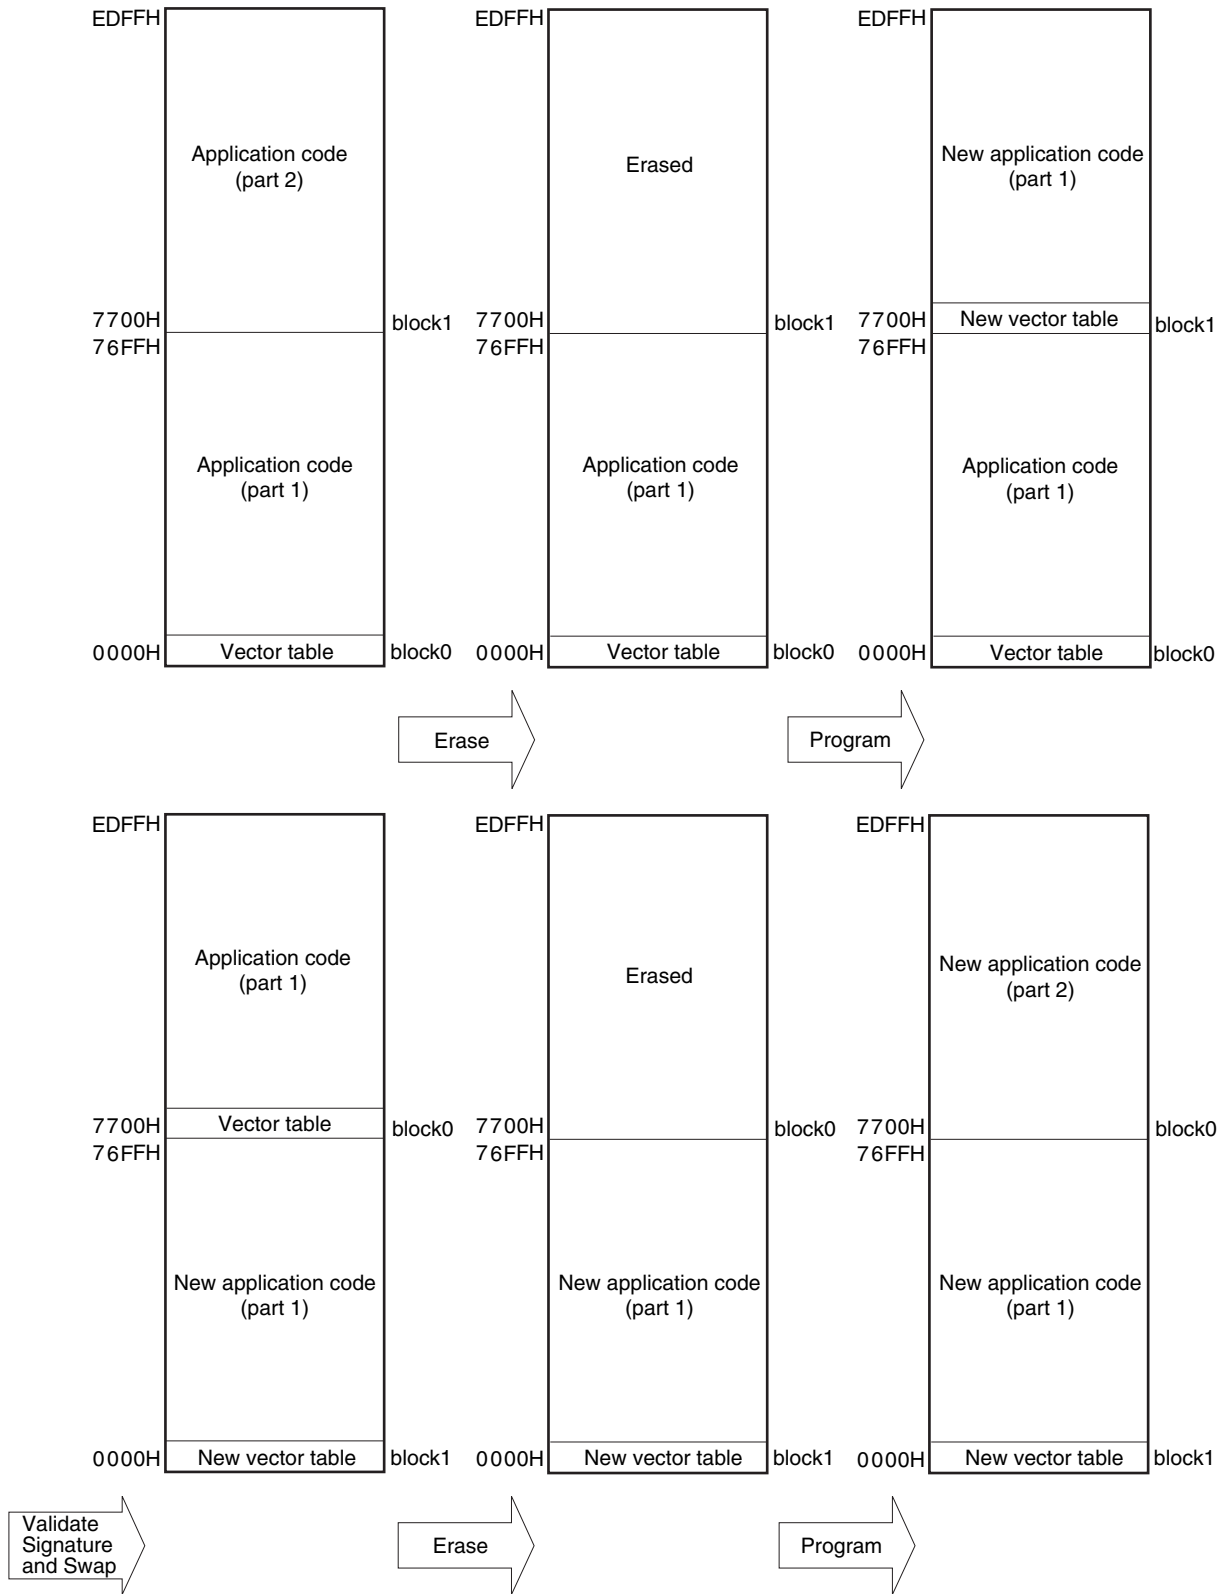 EDFFH
Application code
(part 2)
7700H
block1
76FFH
Application code
(part 1)
0000H
Vector table
block0
EDFFH
Erased
7700H
block1
76FFH
Application code
(part 1)
0000H
Vector table
block0
EDFFH
New application code
(part 1)
7700H
New vector table
block1
76FFH
Application code
(part 1)
0000H
Vector table
block0
Erase
Program
EDFFH
Application code
(part 1)
7700H
Vector table
block0
76FFH
New application code
(part 1)
0000H
New vector table
block1
EDFFH
Erased
7700H
block0
76FFH
New application code
(part 1)
0000H
New vector table
block1
EDFFH
New application code
(part 2)
7700H
block0
76FFH
New application code
(part 1)
0000H
New vector table
block1
Validate
Signature
and Swap
Erase
Program